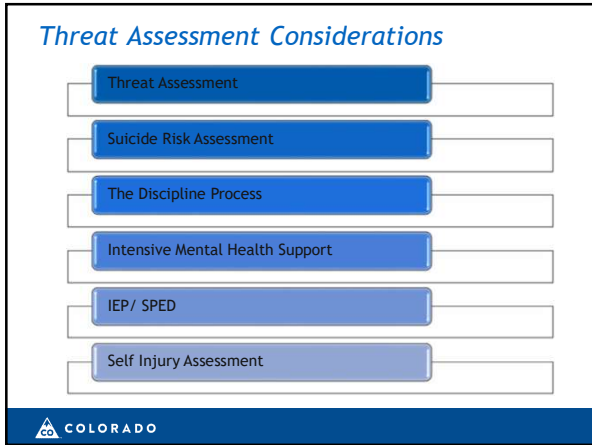 Threat Assessment Considerations
Threat Assessment
Suicide Risk Assessment
The Discipline Process
Intensive Mental Health Support
IEP/ SPED
Self Injury Assessment
CO COLORADO